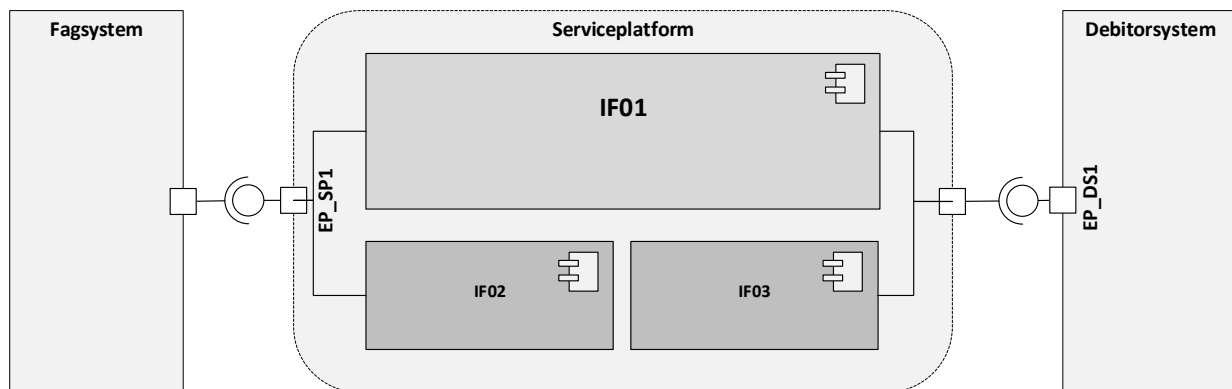 Fagsystem
Serviceplatform
Debitorsystem
IF01
EP_SP1
EP_DS1
IF02
IF03